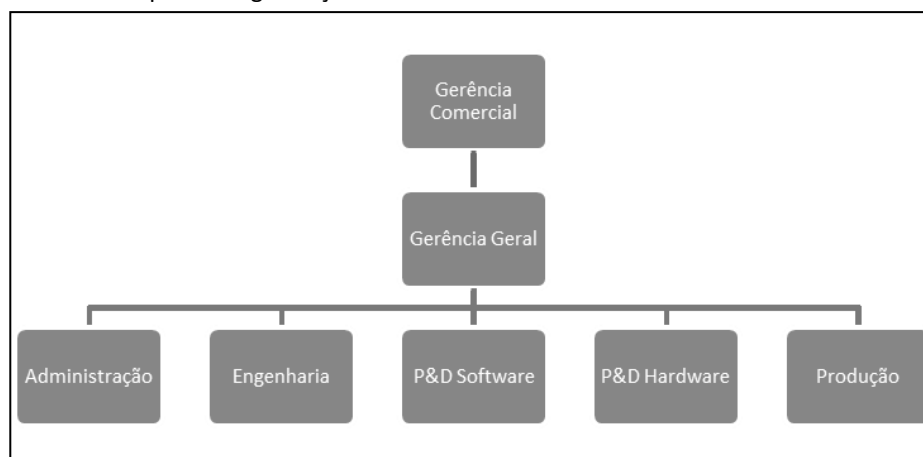 Gerência
Comercial
Gerência Geral
Administração
Engenharia
P&D Software
P&D Hardware
Produção